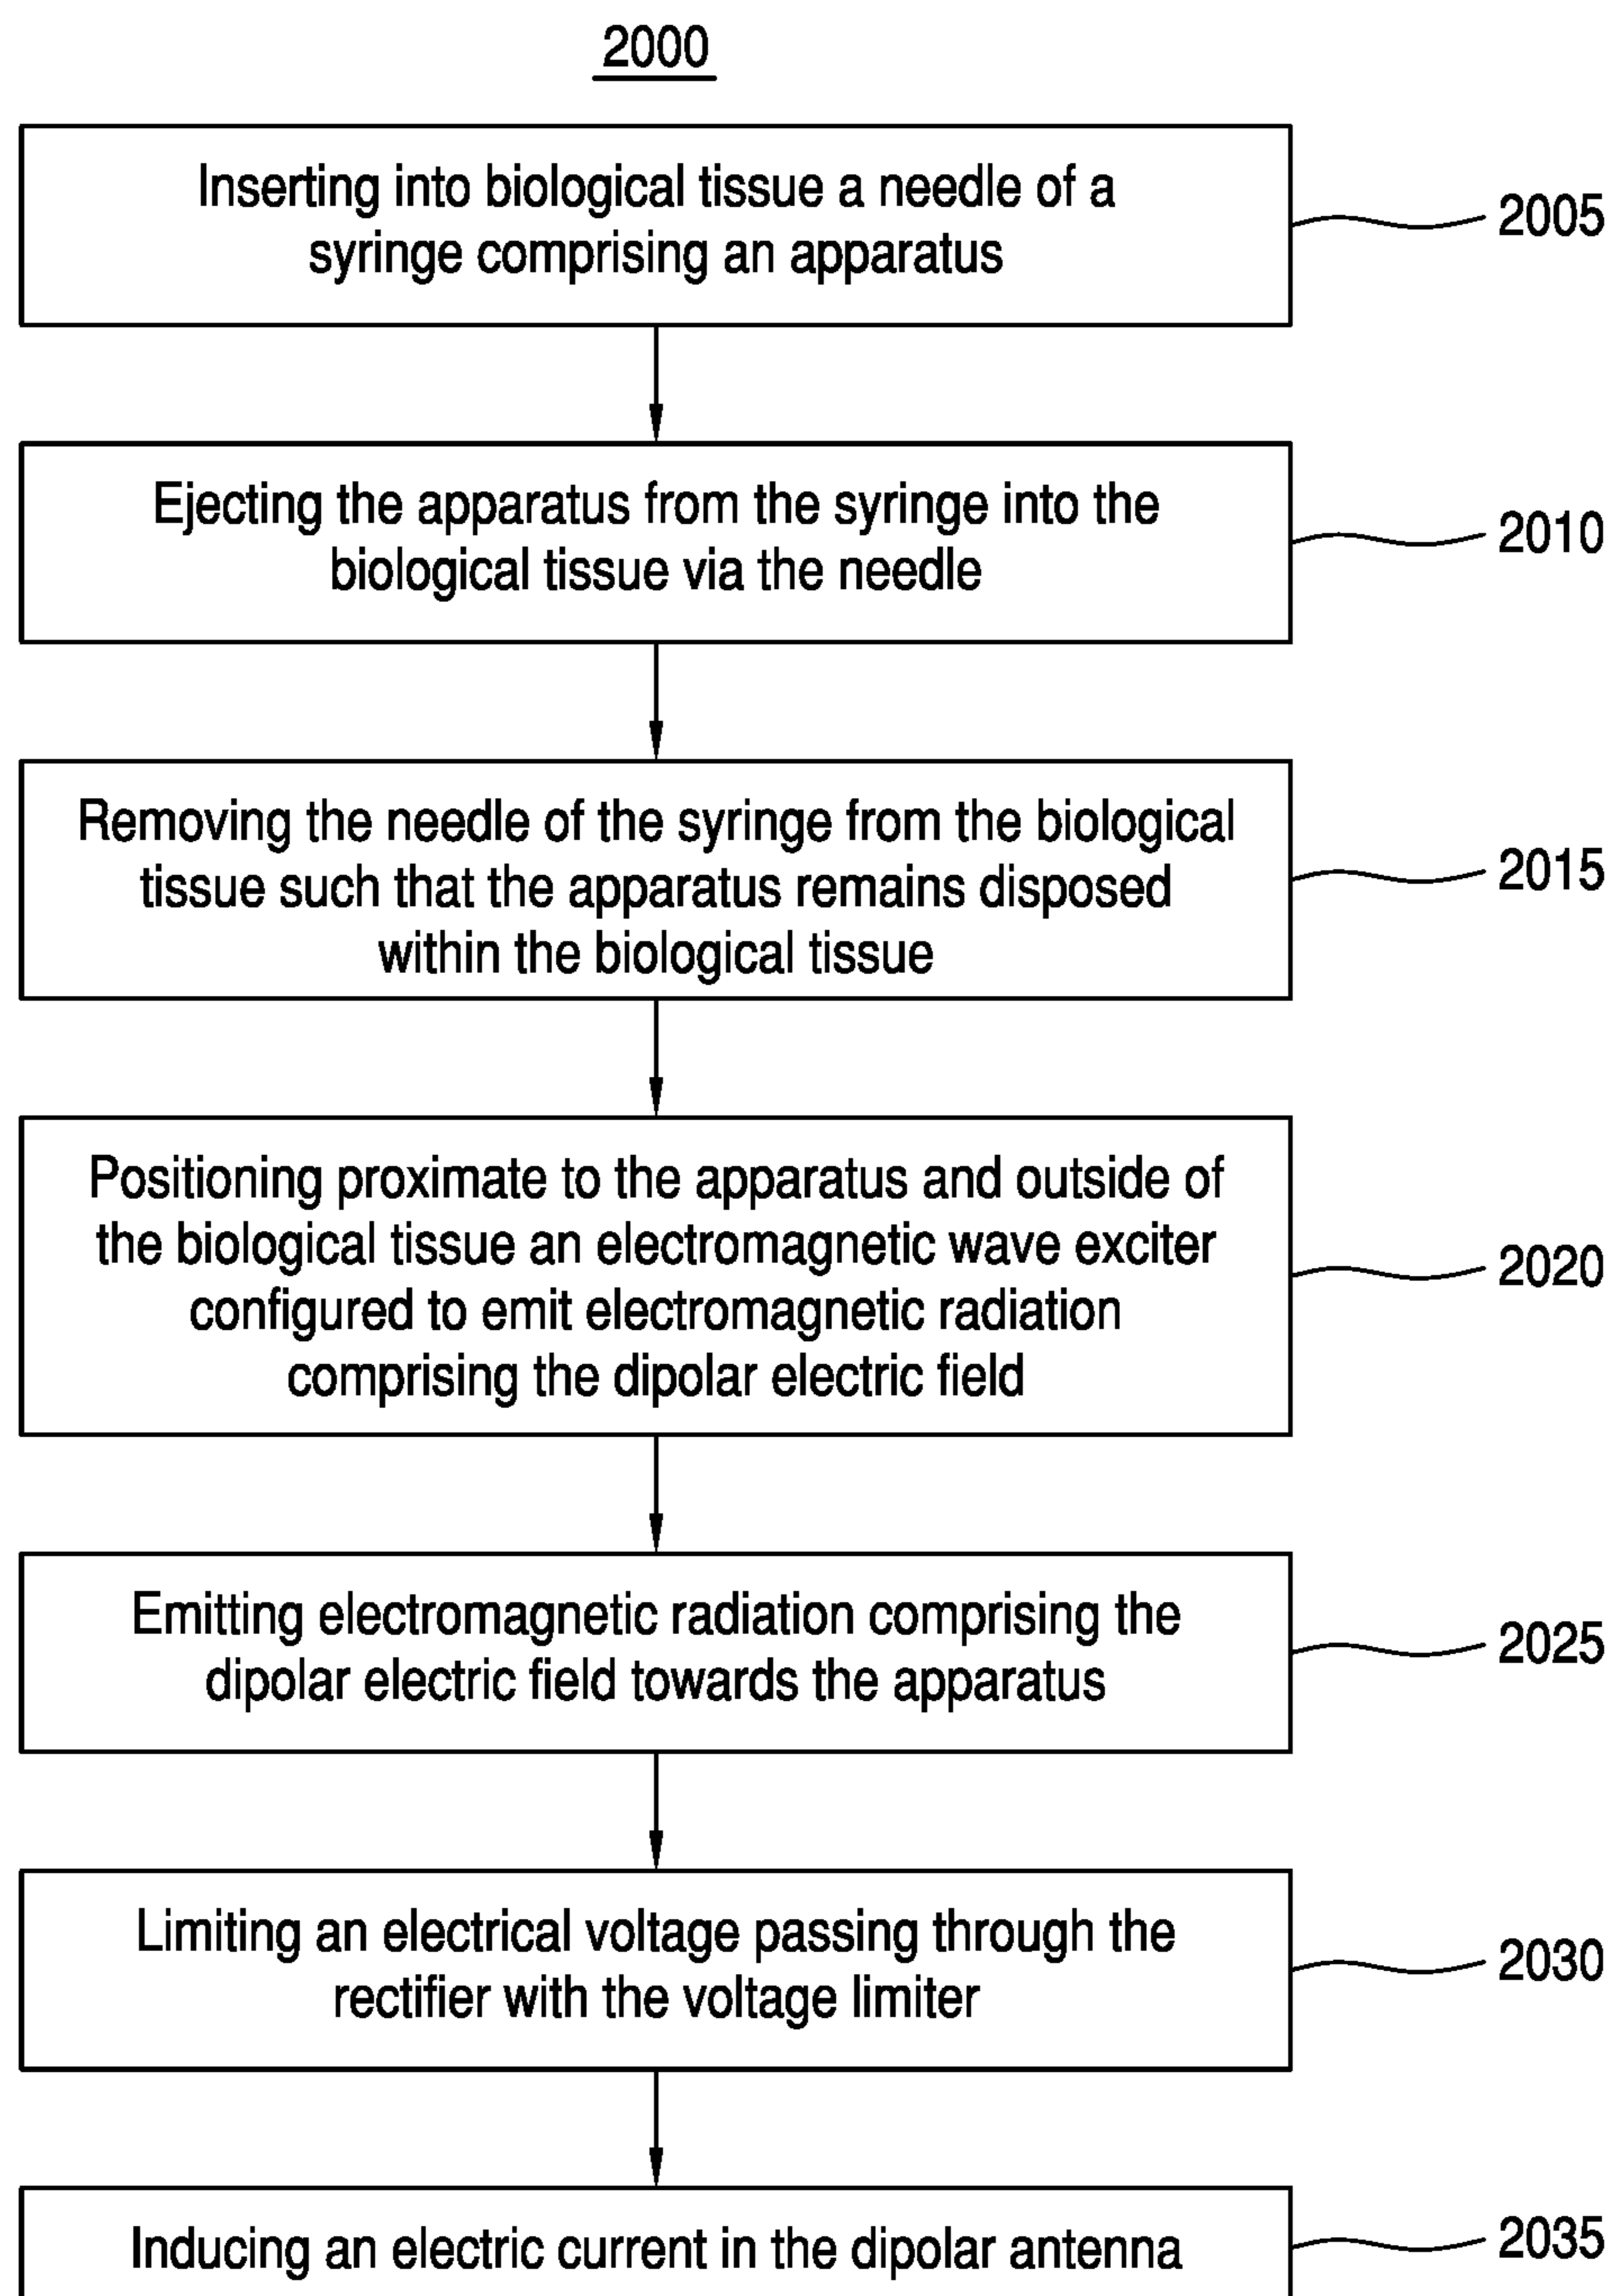 2000
Inserting into biological tissue a needle of a
syringe comprising an apparatus
2005
Ejecting the apparatus from the syringe into the
biological tissue via the needle
2010
Removing the needle of the syringe from the biological
tissue such that the apparatus remains disposed
within the biological tissue
2015
Positioning proximate to the apparatus and outside of
the biological tissue an electromagnetic wave exciter
configured to emit electromagnetic radiation
comprising the dipolar electric field
2020
Emitting electromagnetic radiation comprising the
dipolar electric field towards the apparatus
2025
Limiting an electrical voltage passing through the
rectifier with the voltage limiter
2030
Inducing an electric current in the dipolar antenna
2035